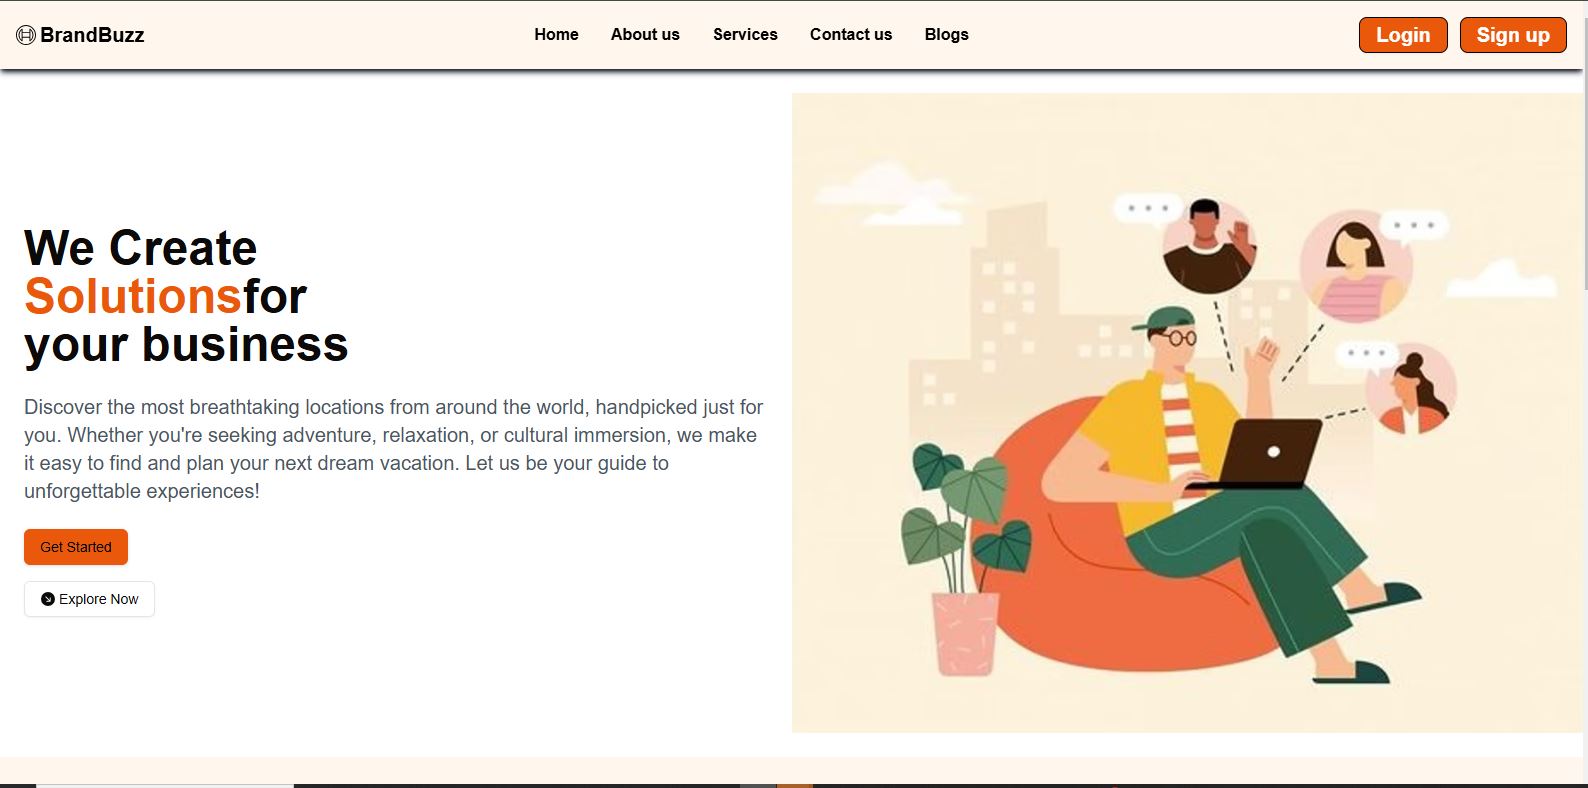 BrandBuzz
Home About us Services Contact us Blogs
Login Sign up
We Create
Solutionsfor
your business
Discover the most breathtaking locations from around the world, handpicked just for
you. Whether you're seeking adventure, relaxation, or cultural immersion, we make
it easy to find and plan your next dream vacation. Let us be your guide to
unforgettable experiences!
Get Started
Explore Now